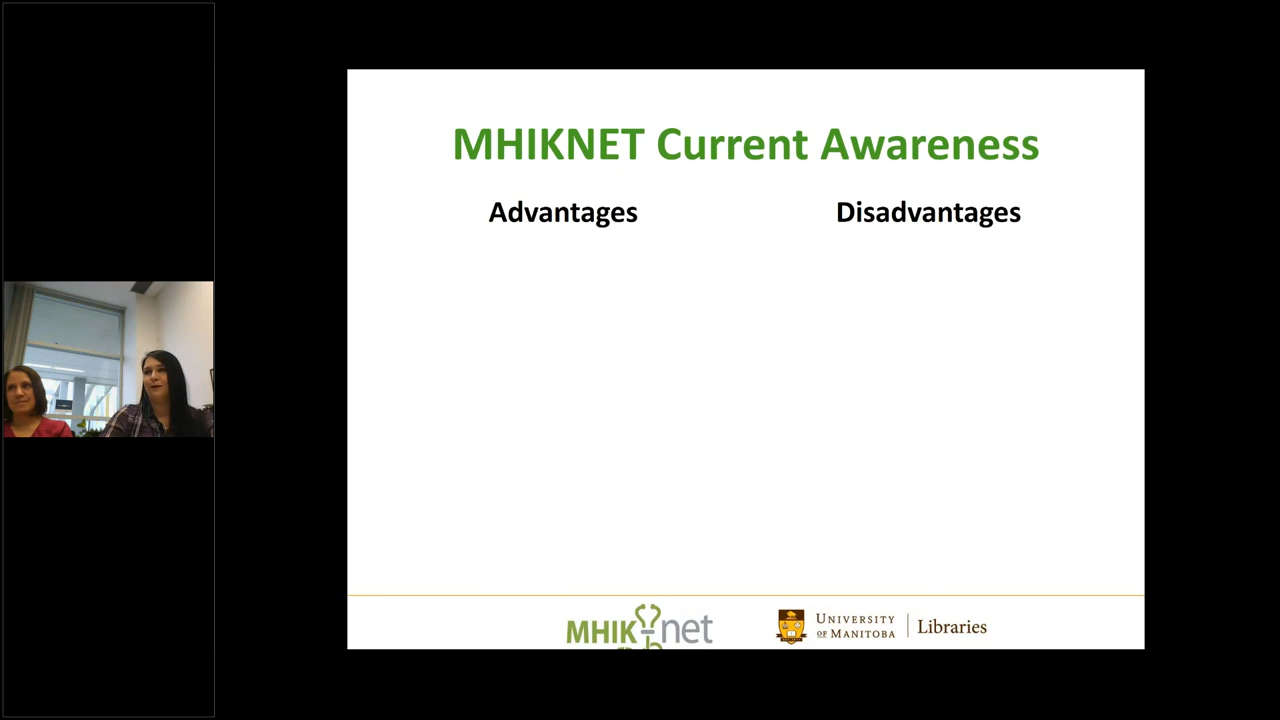 MHIKNET Current Awareness
Advantages
Disadvantages
MHIK-net
UNIVERSITY
OF MANITOBA
Libraries